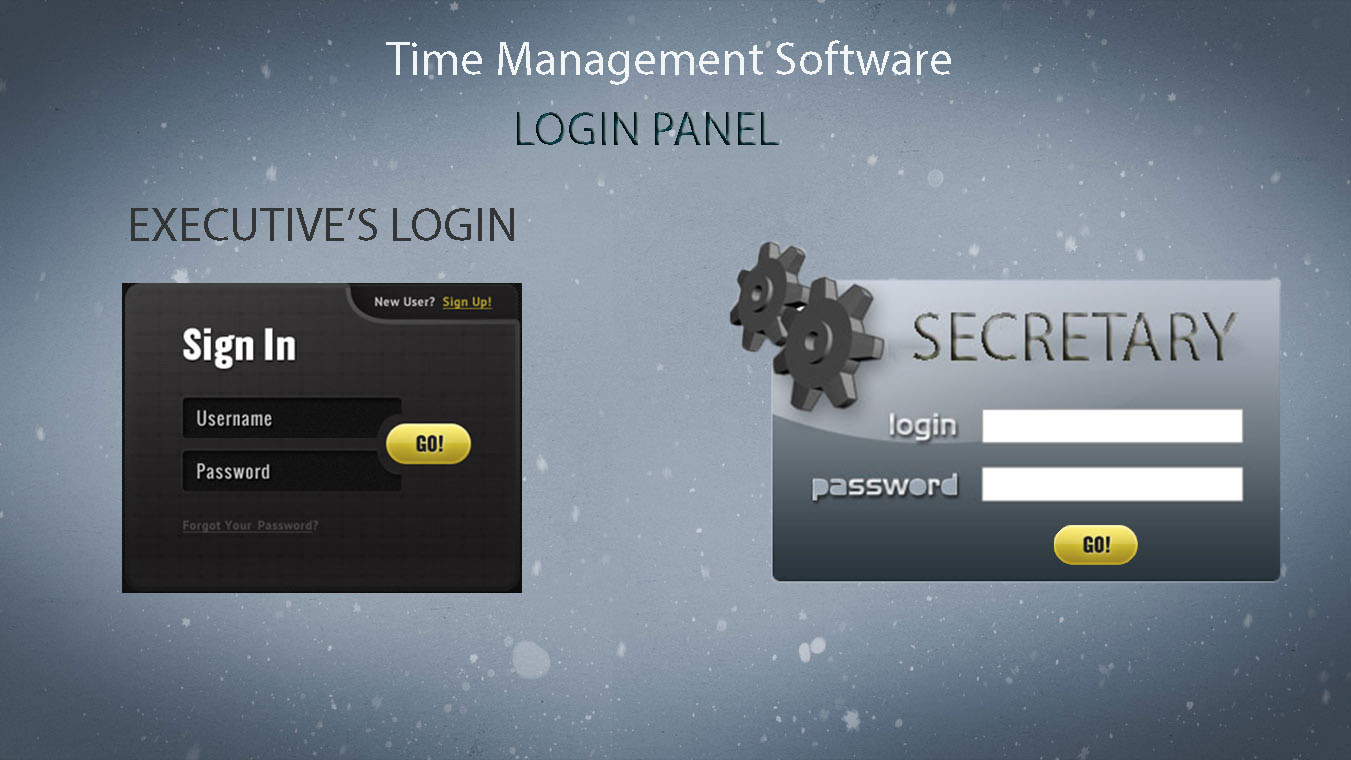 Time Management Software
LOGIN PANEL
EXECUTIVE'S LOGIN
New User? Sign Up!
Sign In
Username
GO!
Password
Forgot Your Password?
SECRETARY
login
password
GO!